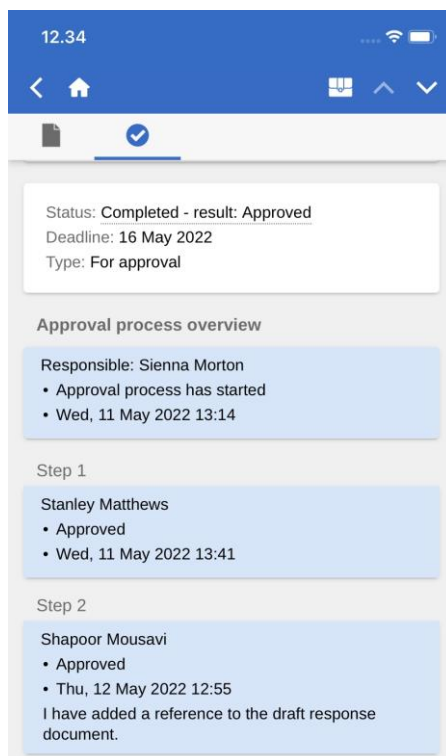 12.34
Status: Completed - result: Approved
Deadline: 16 May 2022
Type: For approval
Approval process overview
Responsible: Sienna Morton
• Approval process has started
• Wed, 11 May 2022 13:14
Step 1
Stanley Matthews
• Approved
• Wed, 11 May 2022 13:41
Step 2
Shapoor Mousavi
• Approved
• Thu, 12 May 2022 12:55
I have added a reference to the draft response
document.